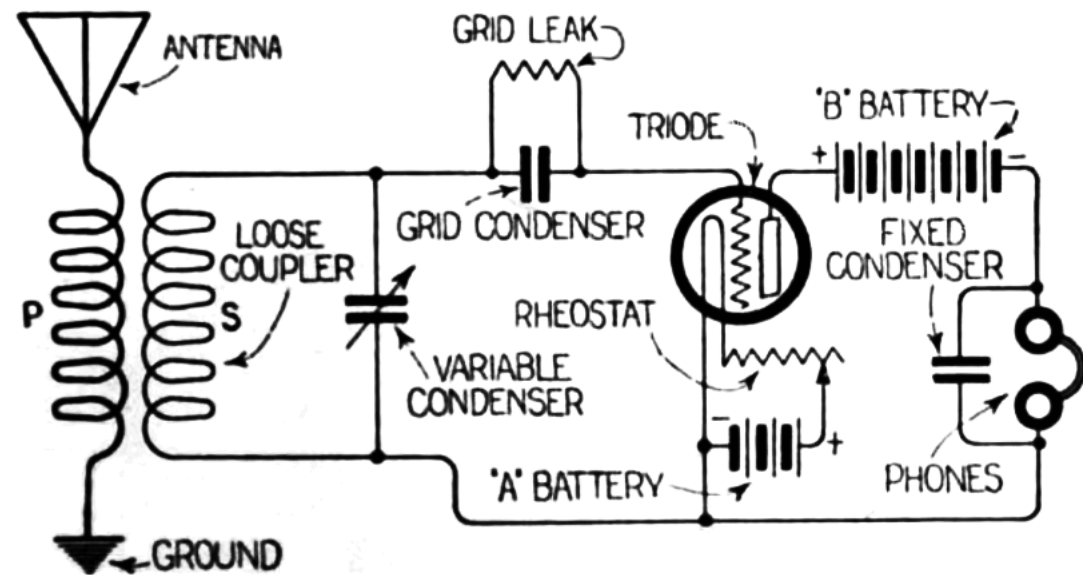 ANTENNA
GRID LEAK
TRIODE
"B" BATTERY
+
-
GRID CONDENSER
FIXED
CONDENSER
LOOSE
COUPLER
P
S
RHEOSTAT
VARIABLE
CONDENSER
-
+
"A" BATTERY
PHONES
GROUND